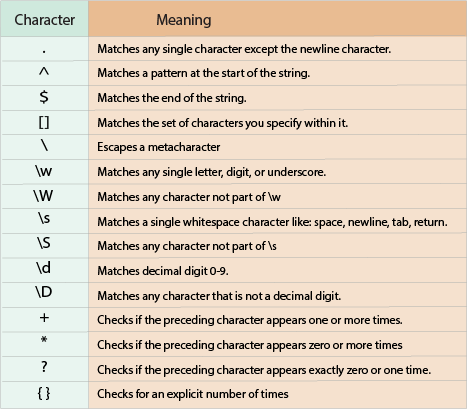 Character Meaning
. Matches any single character except the newline character.
^ Matches a pattern at the start of the string.
$ Matches the end of the string.
[] Matches the set of characters you specify within it.
\ Escapes a metacharacter
\w Matches any single letter, digit, or underscore.
\W Matches any character not part of \w
\s Matches a single whitespace character like: space, newline, tab, return.
\S Matches any character not part of \s
\d Matches decimal digit 0-9.
\D Matches any character that is not a decimal digit.
+ Checks if the preceding character appears one or more times.
* Checks if the preceding character appears zero or more times
? Checks if the preceding character appears exactly zero or one time.
{ } Checks for an explicit number of times